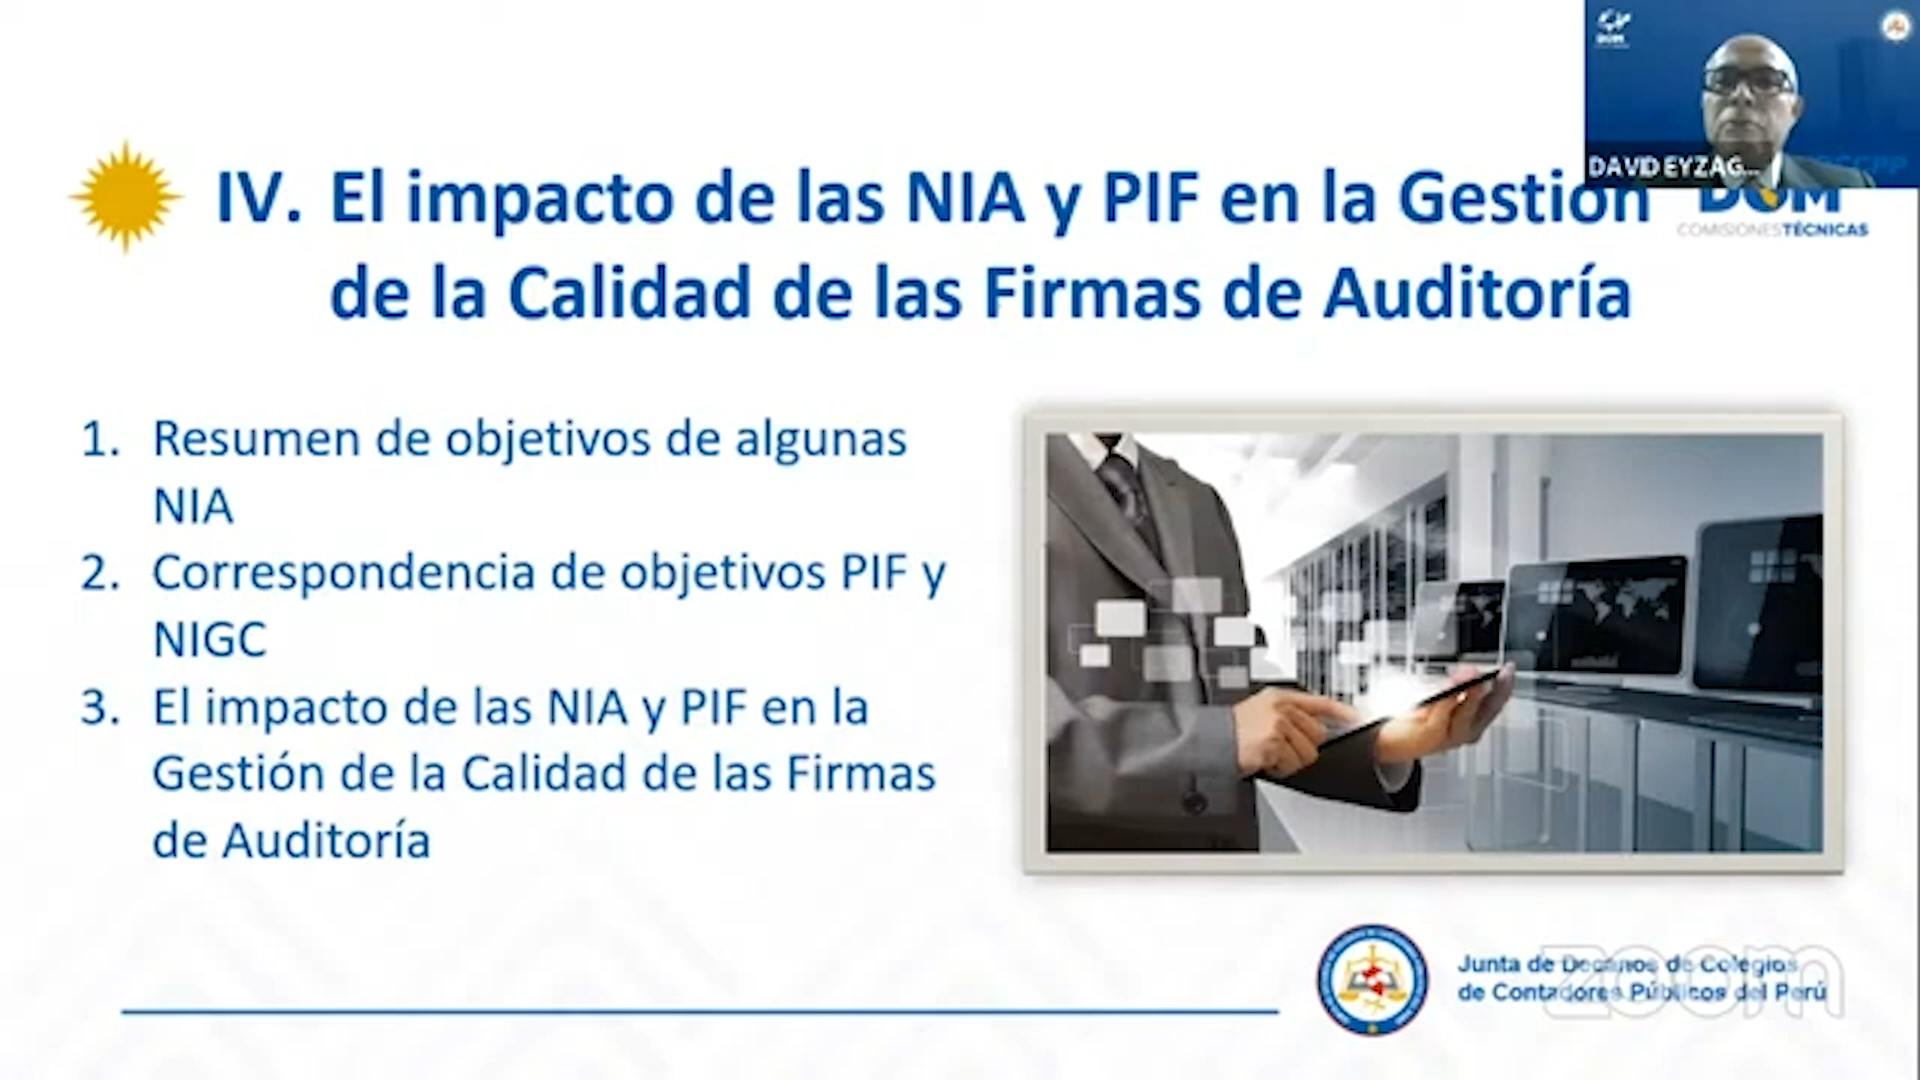 DAVID EYZAG...
IV. El impacto de las NIA y PIF en la Gestión
de la Calidad de las Firmas de Auditoría
COMISIONESTÉCNICAS
1. Resumen de objetivos de algunas
NIA
2. Correspondencia de objetivos PIF y
NIGC
3. El impacto de las NIA y PIF en la
Gestión de la Calidad de las Firmas
de Auditoría
Junta de Decanos de Colegios
de Contadores Públicos del Perú
zoom